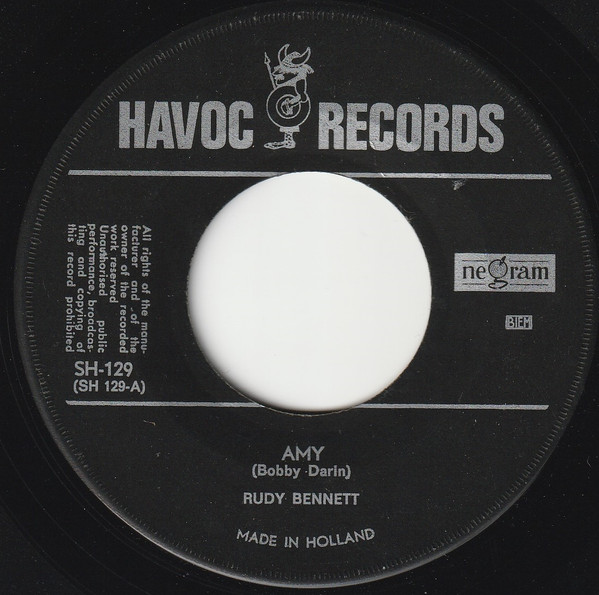 HAVOC RECORDS
All rights of the manu-
facturer and of the
owner of the recorded
work reserved
Unauthorised public
performance, broadcas-
ting and copying of
this record prohibited
negram
BIEM
SH-129
(SH 129-A)
AMY
(Bobby Darin)
RUDY BENNETT
MADE IN HOLLAND